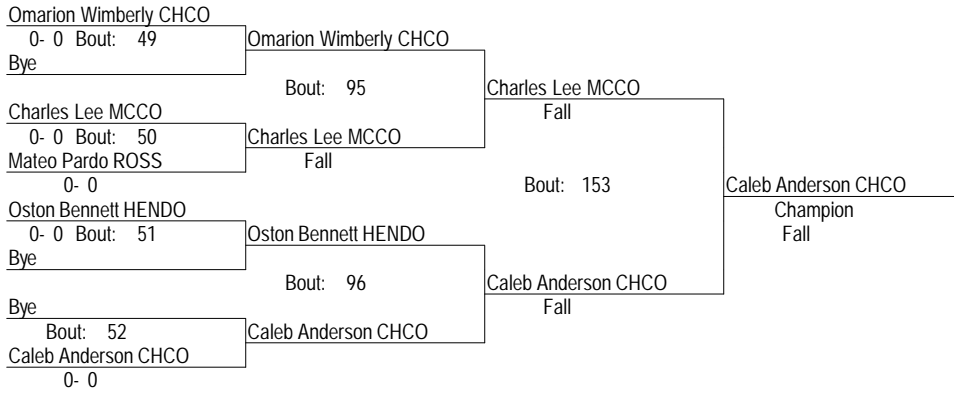 Omarion Wimberly CHCO
0- 0 Bout: 49
Bye
Omarion Wimberly CHCO
Bout: 95
Charles Lee MCCO
0- 0 Bout: 50
Mateo Pardo ROSS
0- 0
Charles Lee MCCO
Fall
Charles Lee MCCO
Fall
Bout: 153
Oston Bennett HENDO
0- 0 Bout: 51
Bye
Oston Bennett HENDO
Bout: 96
Bye
Bout: 52
Caleb Anderson CHCO
0- 0
Caleb Anderson CHCO
Caleb Anderson CHCO
Fall
Caleb Anderson CHCO
Champion
Fall